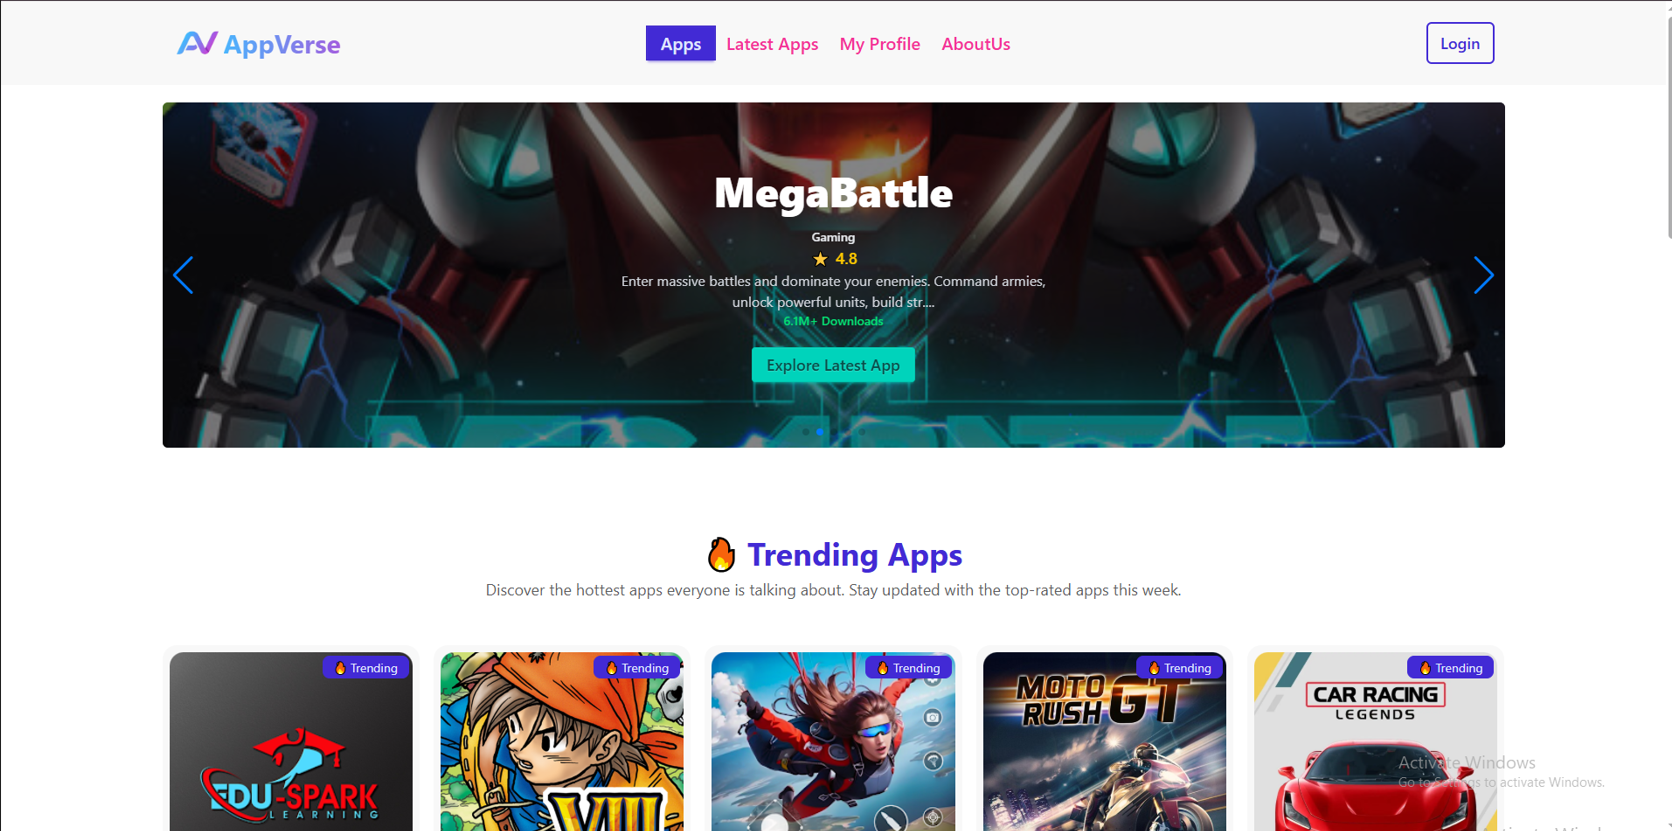 AppVerse
Apps Latest Apps My Profile AboutUs
Login
MegaBattle
Gaming
4.8
Enter massive battles and dominate your enemies. Command armies,
unlock powerful units, build str....
6.1M+ Downloads
Explore Latest App
Trending Apps
Discover the hottest apps everyone is talking about. Stay updated with the top-rated apps this week.
Trending
EDU-SPARK
LEARNING
Trending
VIII
Trending
Trending
MOTO
RUSH GT
Trending
CAR RACING
LEGENDS
Activate Windows
Go to Settings to activate Windows.